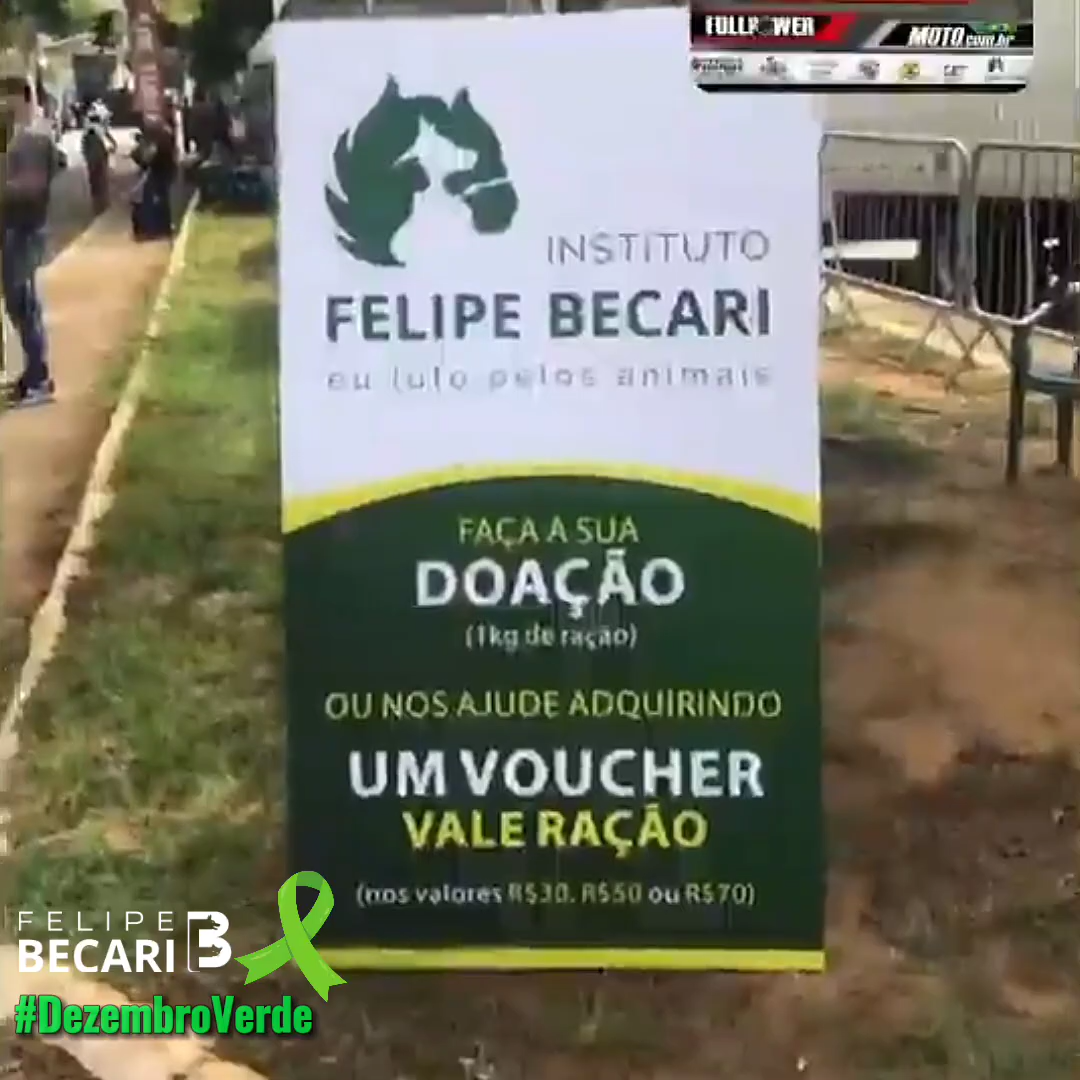 FULLPOWER
MOTO.com.br
INSTITUTO
FELIPE BECARI
eu luto pelos animais
FAÇA A SUA
DOAÇÃO
(1kg de ração)
OU NOS AJUDE ADQUIRINDO
UM VOUCHER
VALE RAÇÃO
(nos valores R$30, R$50 ou R$70)
FELIPE
BECARI B
#DezembroVerde